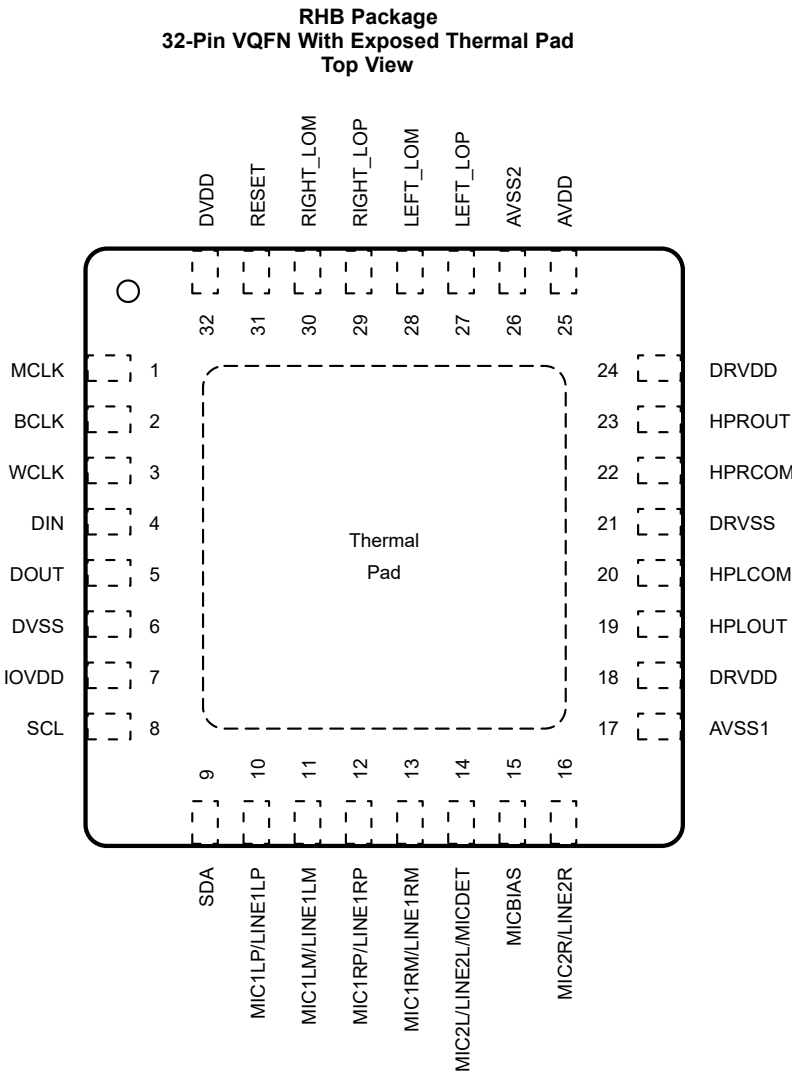 RHB Package
32-Pin VQFN With Exposed Thermal Pad
Top View
DVDD
RESET
RIGHT_LOM
RIGHT_LOP
LEFT_LOM
LEFT_LOP
AVSS2
AVDD
32 31 30 29 28 27 26 25
MCLK 1 24 DRVDD
BCLK 2 23 HPROUT
WCLK 3 22 HPRCOM
DIN 4 21 DRVSS
Thermal
DOUT 5 20 HPLCOM
Pad
DVSS 6 19 HPLOUT
IOVDD 7 18 DRVDD
SCL 8 17 AVSS1
9 10 11 12 13 14 15 16
SDA
MIC1LP/LINE1LP
MIC1LM/LINE1LM
MIC1RP/LINE1RP
MIC1RM/LINE1RM
MIC2L/LINE2L/MICDET
MICBIAS
MIC2R/LINE2R